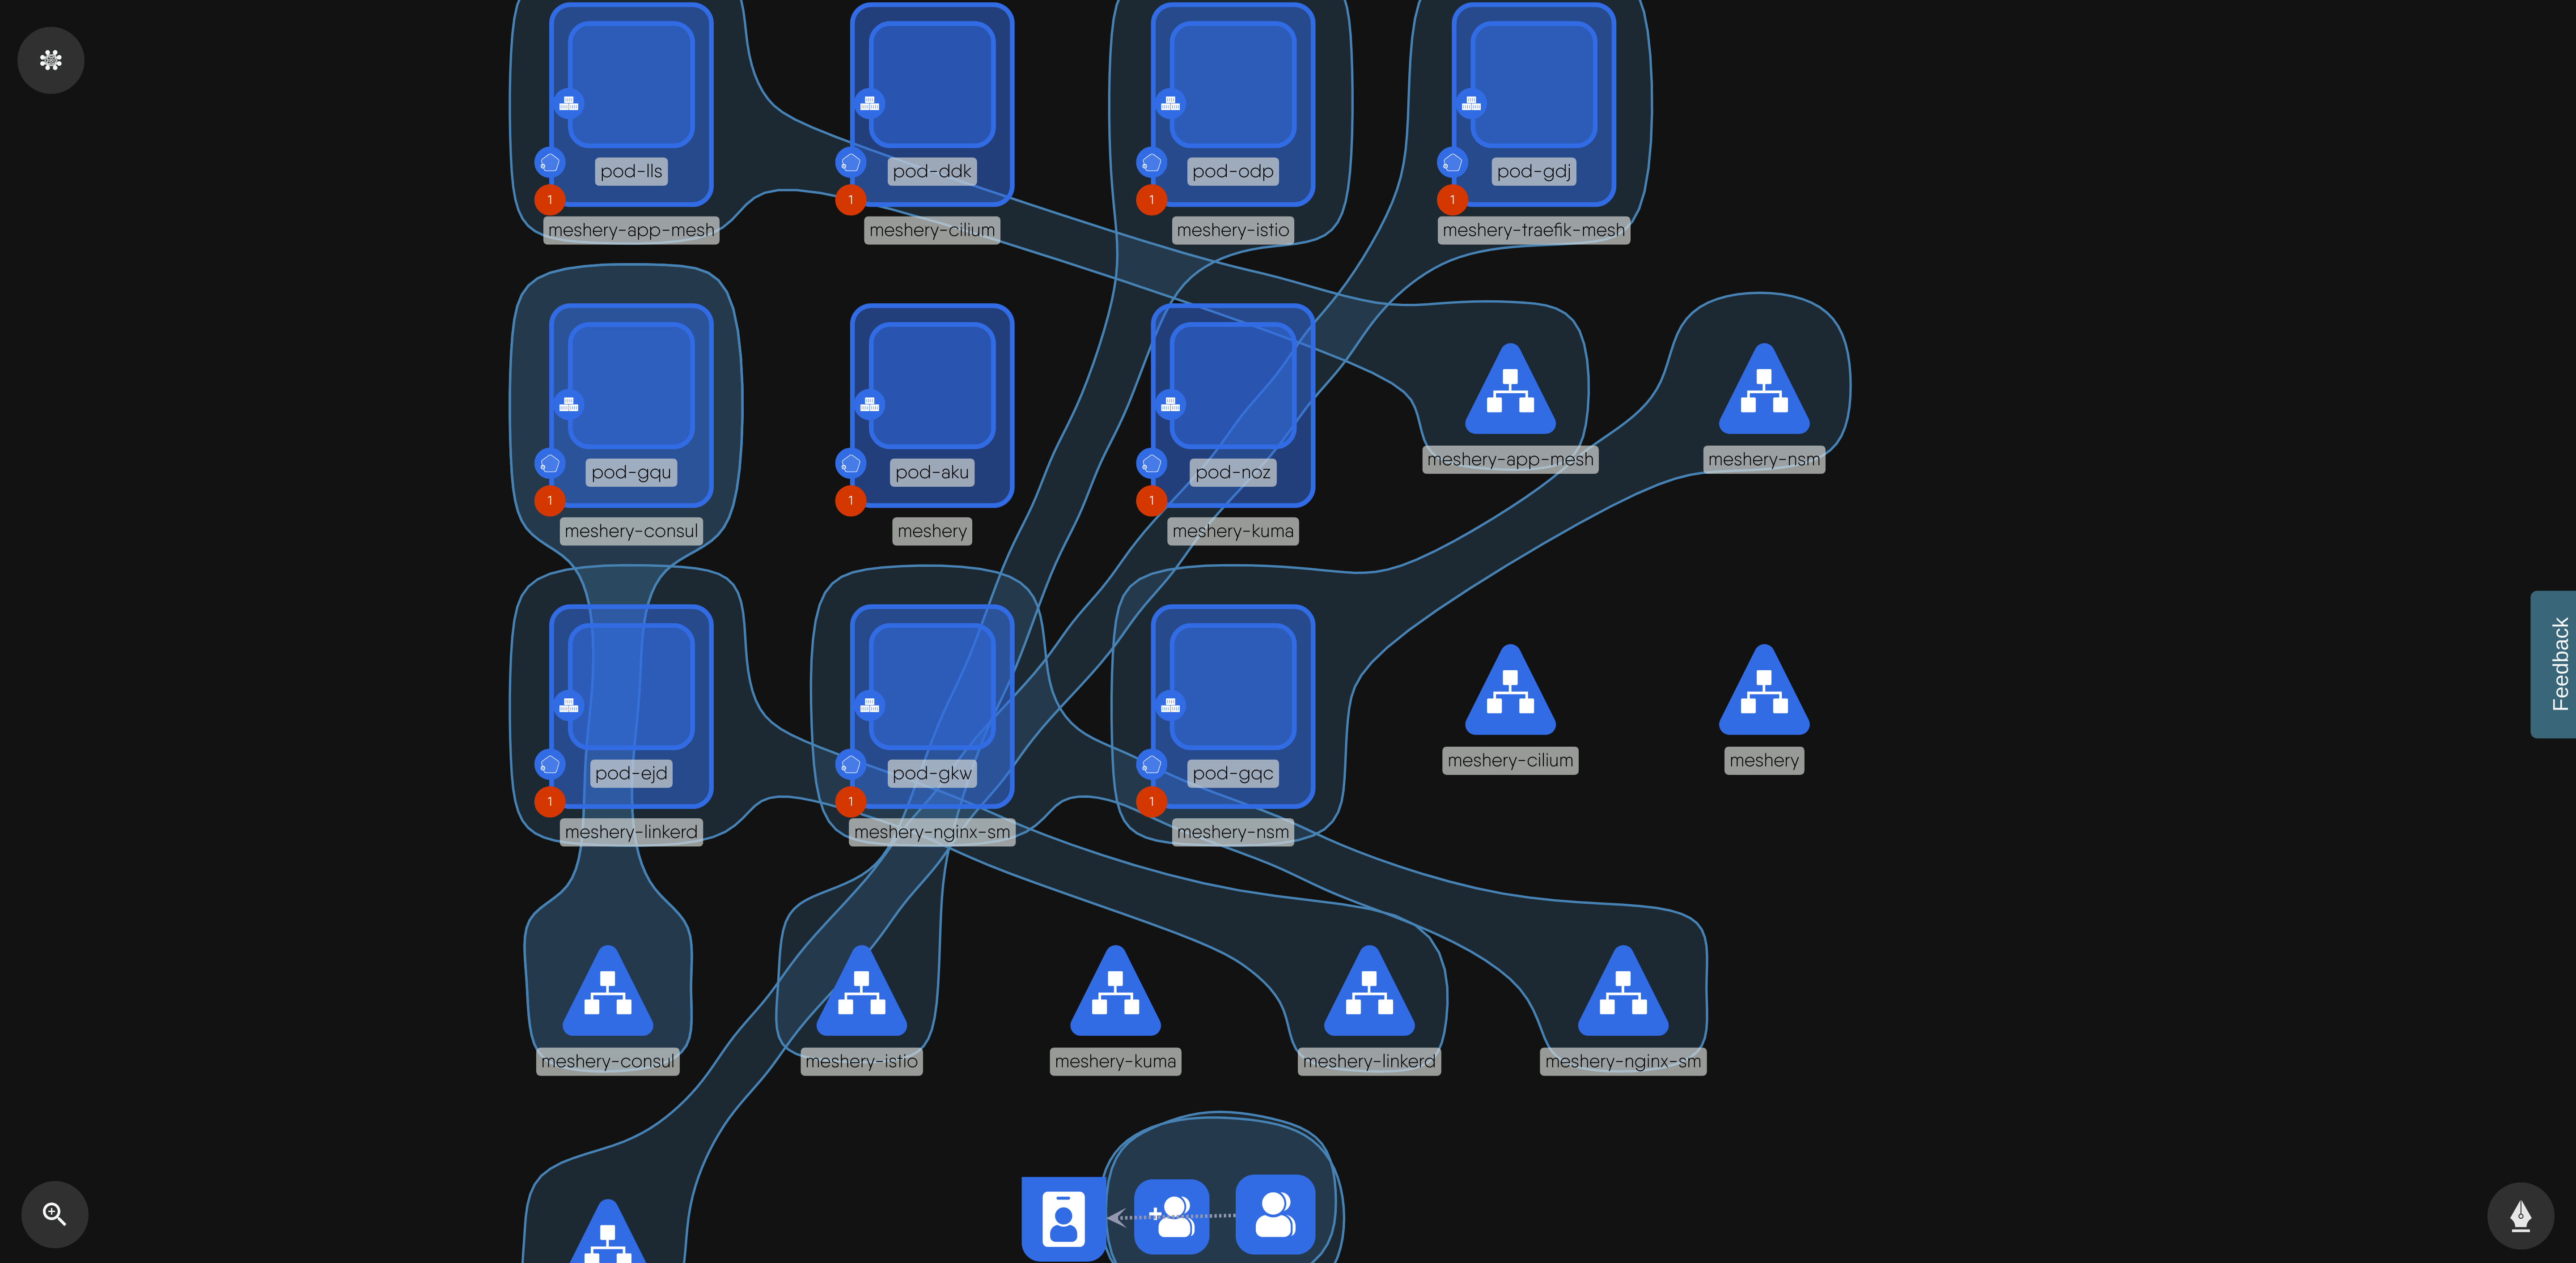 pod-lls
pod-ddk
pod-odp
pod-gdj
1
1
1
1
meshery-app-mesh
meshery-cilium
meshery-istio
meshery-traefik-mesh
pod-gqu
pod-aku
pod-noz
meshery-app-mesh
meshery-nsm
1
1
1
meshery-consul
meshery
meshery-kuma
Feedback
pod-ejd
pod-gkw
pod-gqc
meshery-cilium
meshery
1
1
1
meshery-linkerd
meshery-nginx-sm
meshery-nsm
meshery-consul
meshery-istio
meshery-kuma
meshery-linkerd
meshery-nginx-sm